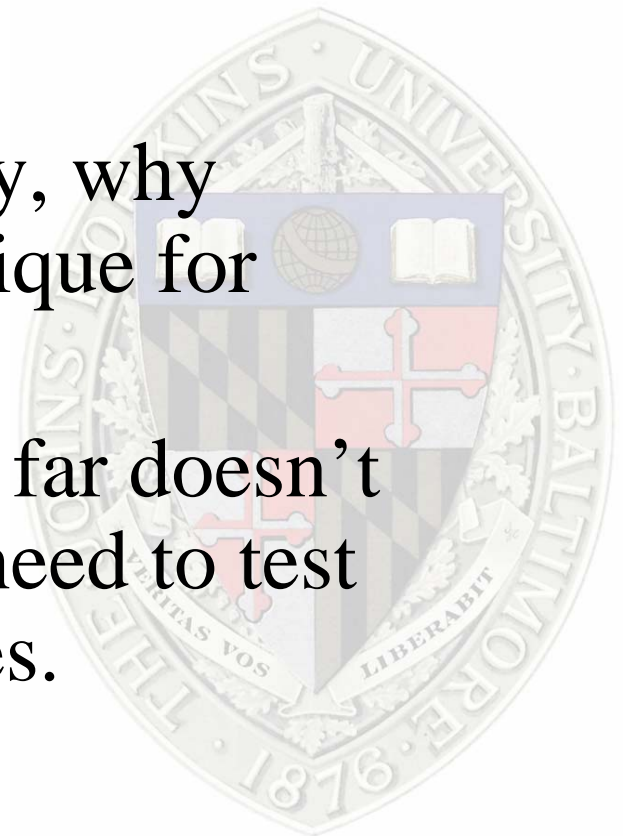 y, why
ique for
far doesn’t
need to test
es.
THE · JOHNS · HOPKINS · UNIVERSITY · BALTIMORE ·
VERITAS VOS
LIBERABIT
· 1876 ·